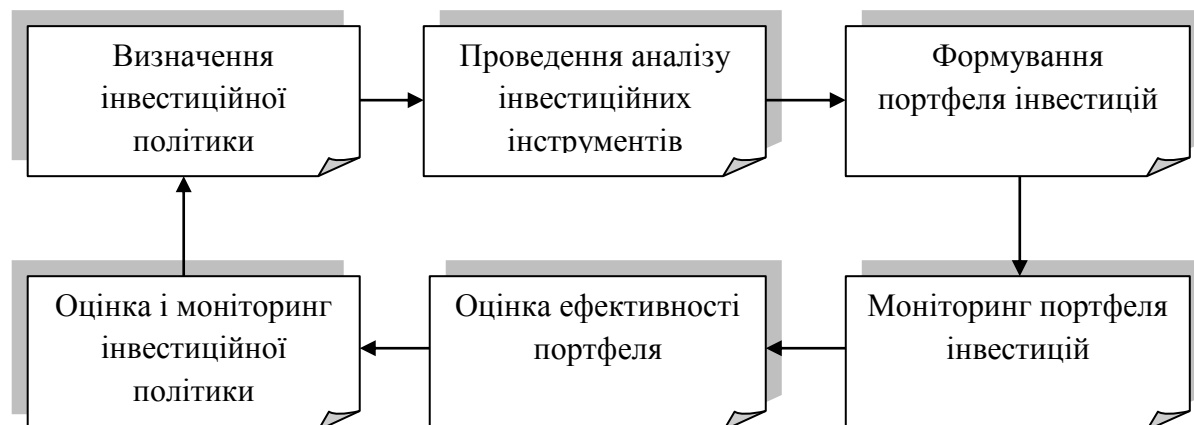 Визначення
інвестиційної
політики
Проведення аналізу
інвестиційних
інструментів
Формування
портфеля інвестицій
Оцінка і моніторинг
інвестиційної
політики
Оцінка ефективності
портфеля
Моніторинг портфеля
інвестицій